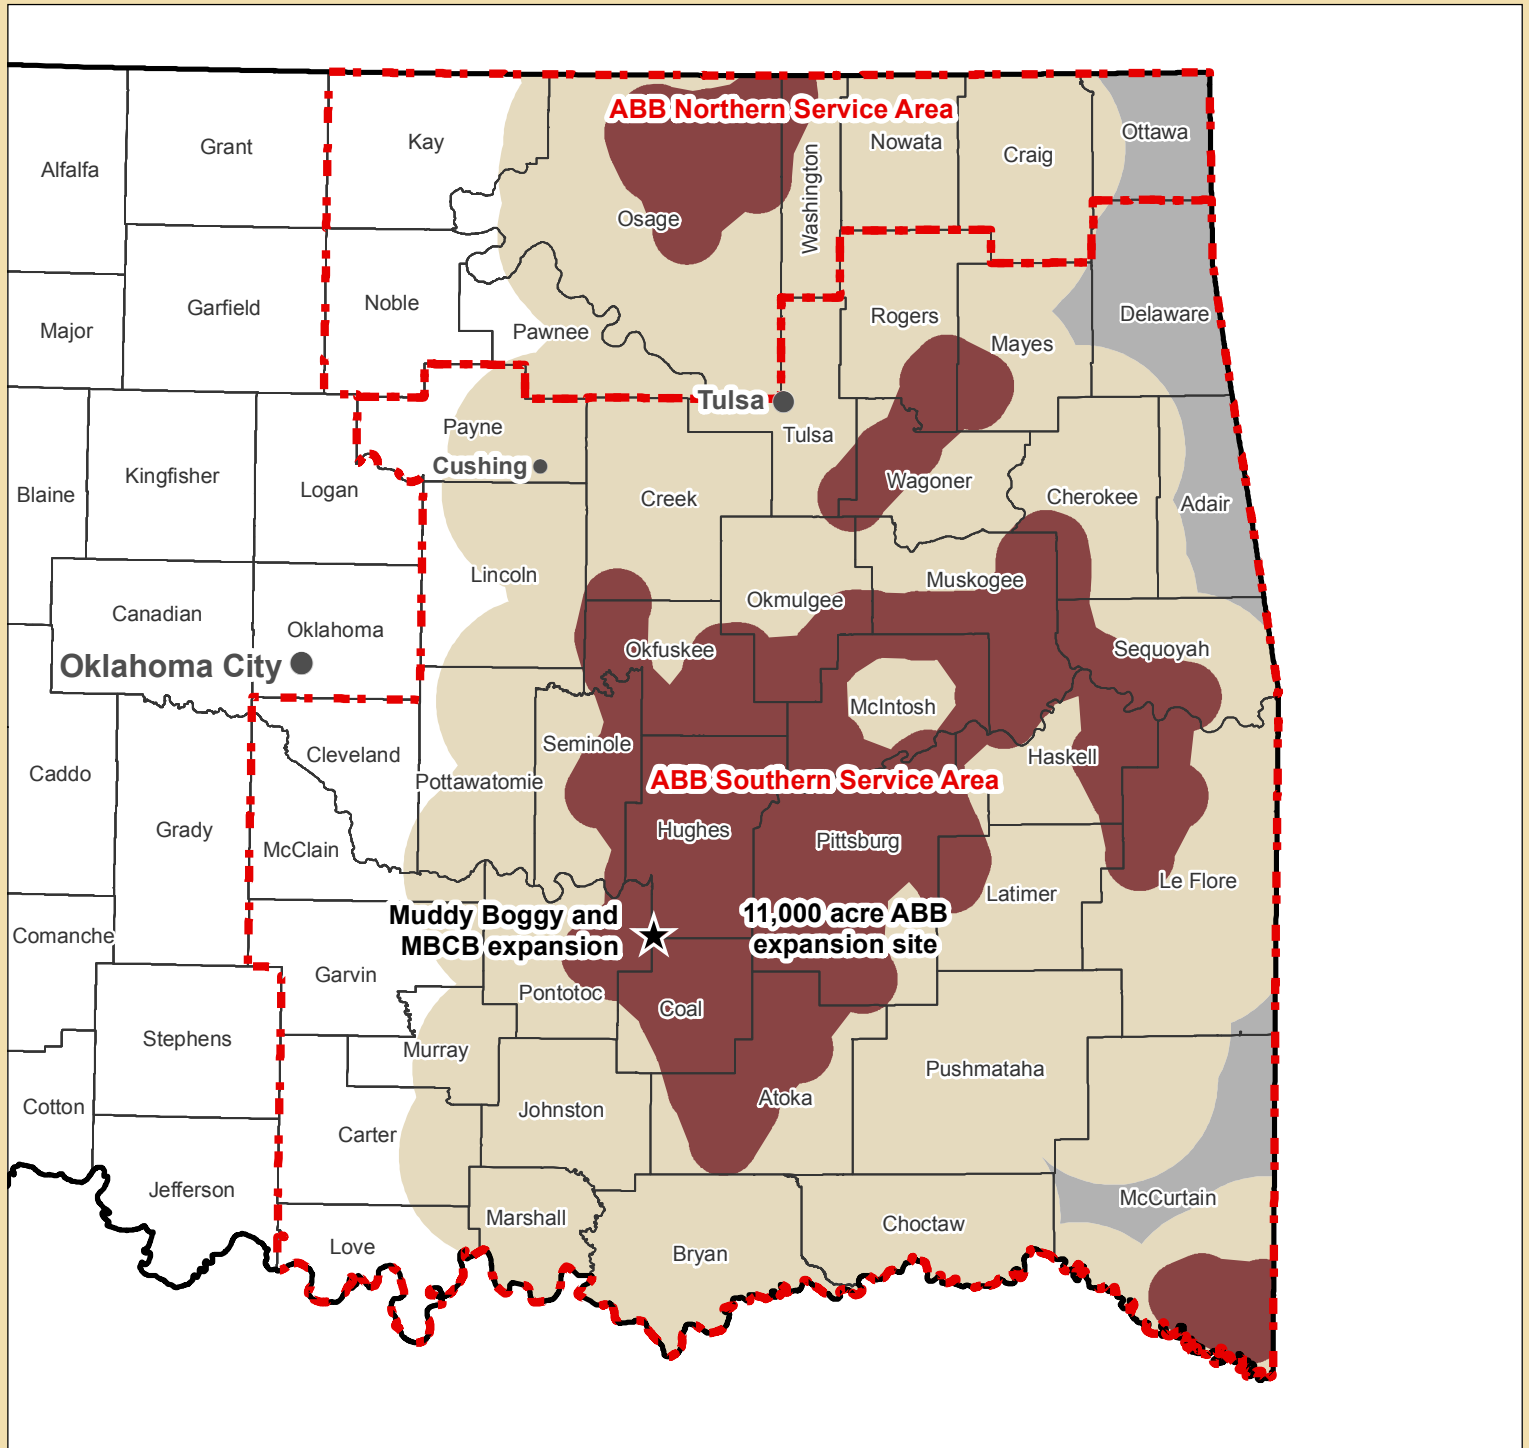 ABB Northern Service Area
Ottawa
Kay
Nowata
Grant
Craig
Alfalfa
Washington
Osage
Noble
Garfield
Delaware
Rogers
Major
Pawnee
Mayes
Tulsa
Payne
Tulsa
Cushing
Kingfisher
Wagoner
Logan
Blaine
Creek
Cherokee
Adair
Lincoln
Muskogee
Okmulgee
Canadian
Oklahoma
Okfuskee
Sequoyah
Oklahoma City
McIntosh
Seminole
Cleveland
Haskell
Caddo
Pottawatomie
ABB Southern Service Area
Grady
Hughes
Pittsburg
McClain
Le Flore
Latimer
Muddy Boggy and
MBCB expansion
11,000 acre ABB
expansion site
Comanche
Garvin
Pontotoc
Coal
Stephens
Murray
Pushmataha
Atoka
Cotton
Johnston
Carter
Jefferson
McCurtain
Marshall
Choctaw
Love
Bryan